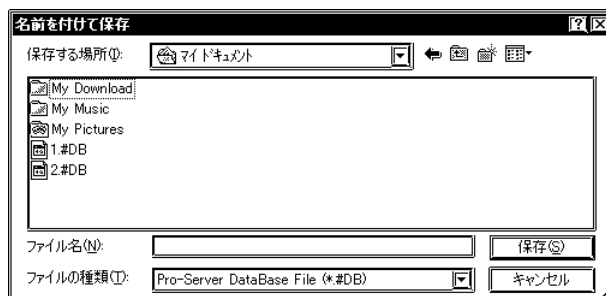 名前を付けて保存
保存する場所(I): マイ ドキュメント
My Download
My Music
My Pictures
1.#DB
2.#DB
ファイル名(N): 保存(S)
ファイルの種類(T): Pro-Server DataBase File (*.#DB) キャンセル